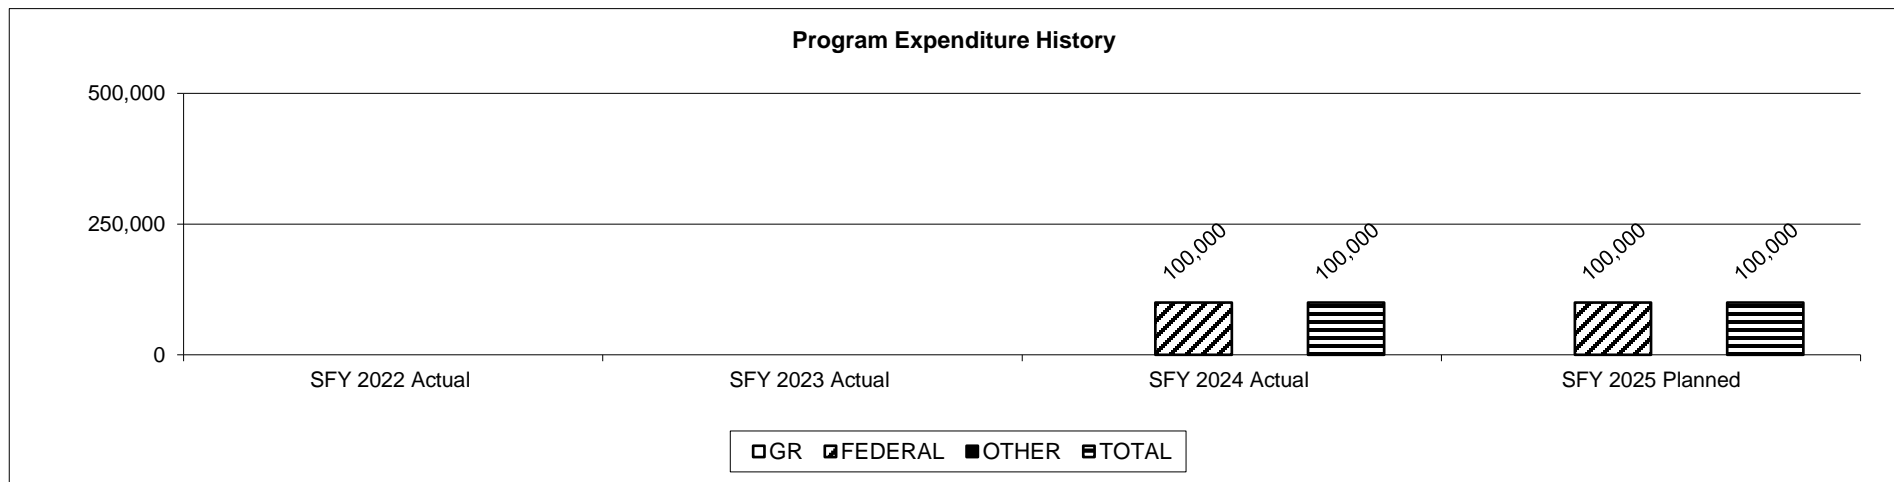 Program Expenditure History
500,000
250,000
100,000 100,000 100,000 100,000
0
SFY 2022 Actual SFY 2023 Actual SFY 2024 Actual SFY 2025 Planned
GR FEDERAL OTHER TOTAL